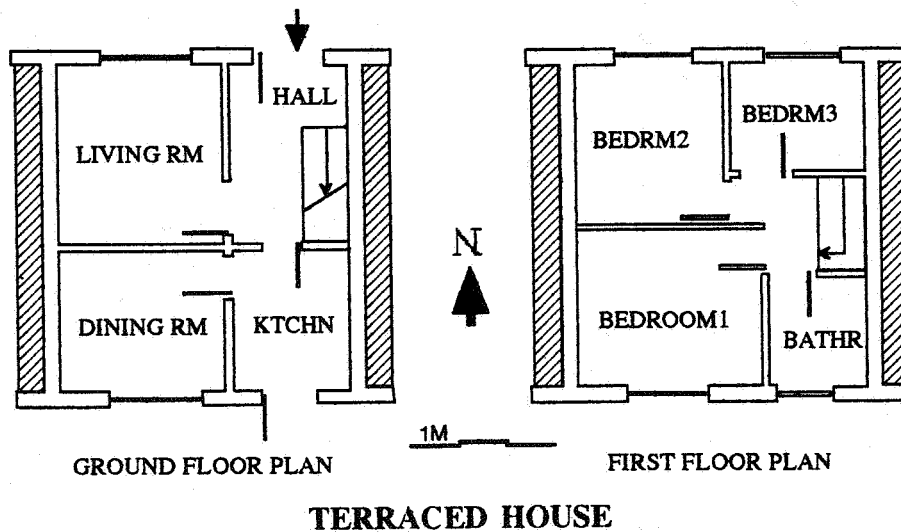 HALL
LIVING RM
DINING RM
KTCHN
GROUND FLOOR PLAN
N
1M
BEDRM2
BEDRM3
BEDROOM1
BATHR
FIRST FLOOR PLAN
TERRACED HOUSE